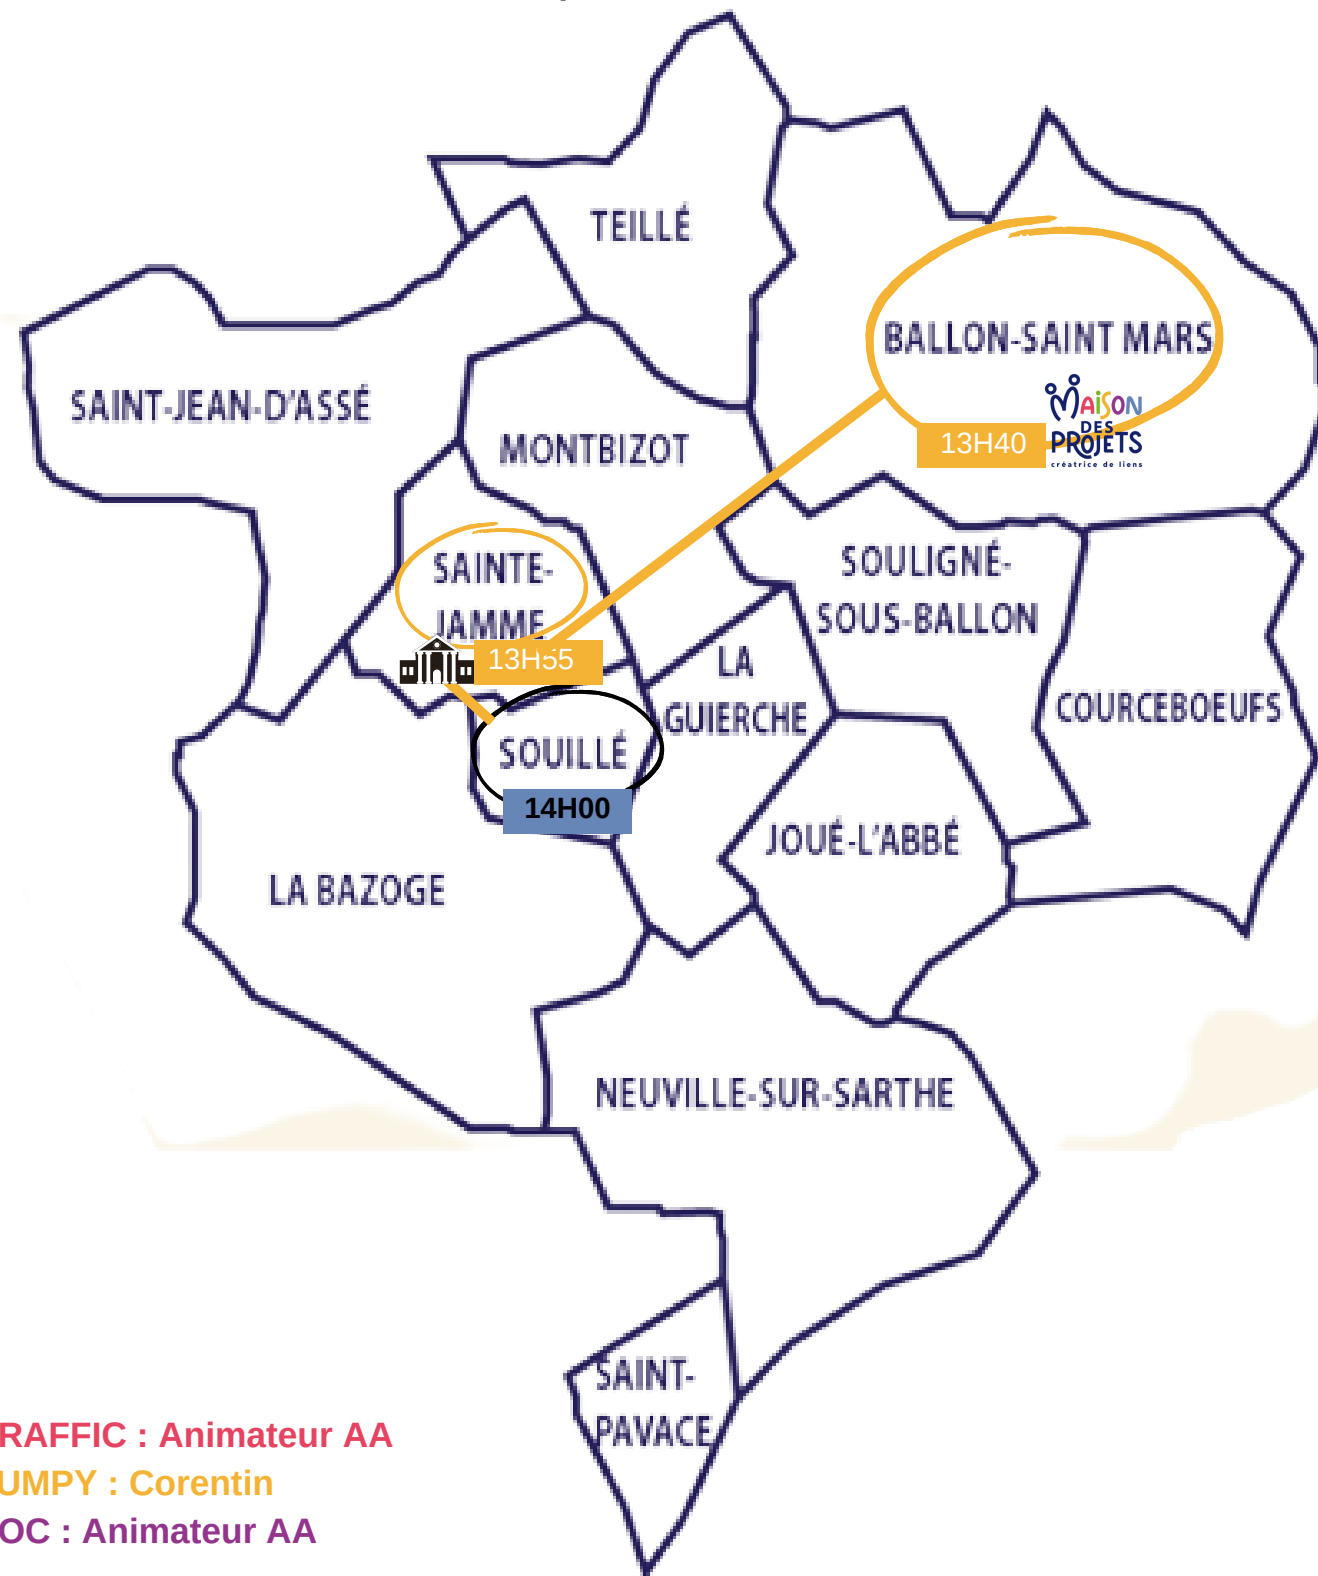 TEILLÉ
BALLON-SAINT MARS
SAINT-JEAN-D'ASSÉ
MAISON
DES
PROJETS
créatrice de liens
13H40
MONTBIZOT
SAINTE-
JAMME
13H55
SOULIGNÉ-
SOUS-BALLON
LA
GUIERCHE
COURCEBOEUFS
SOUILLÉ
14H00
JOUÉ-L'ABBÉ
LA BAZOGE
NEUVILLE-SUR-SARTHE
SAINT-
PAVACE
RAFFIC : Animateur AA
UMPY : Corentin
OC : Animateur AA